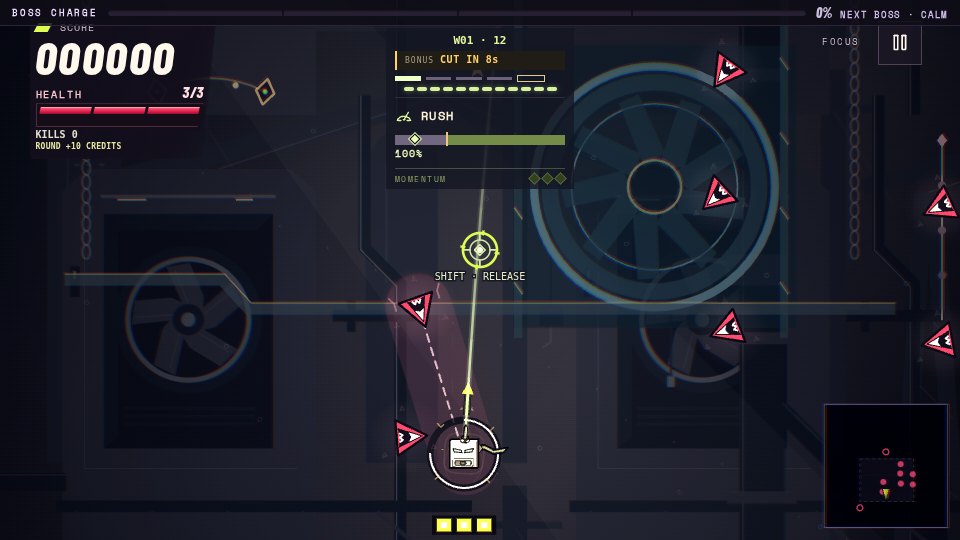 BOSS CHARGE
0% NEXT BOSS · CALM
SCORE
000000
HEALTH 3/3
KILLS 0
ROUND +10 CREDITS
W01 · 12
BONUS CUT IN 8s
RUSH
100%
MOMENTUM
FOCUS
SHIFT · RELEASE